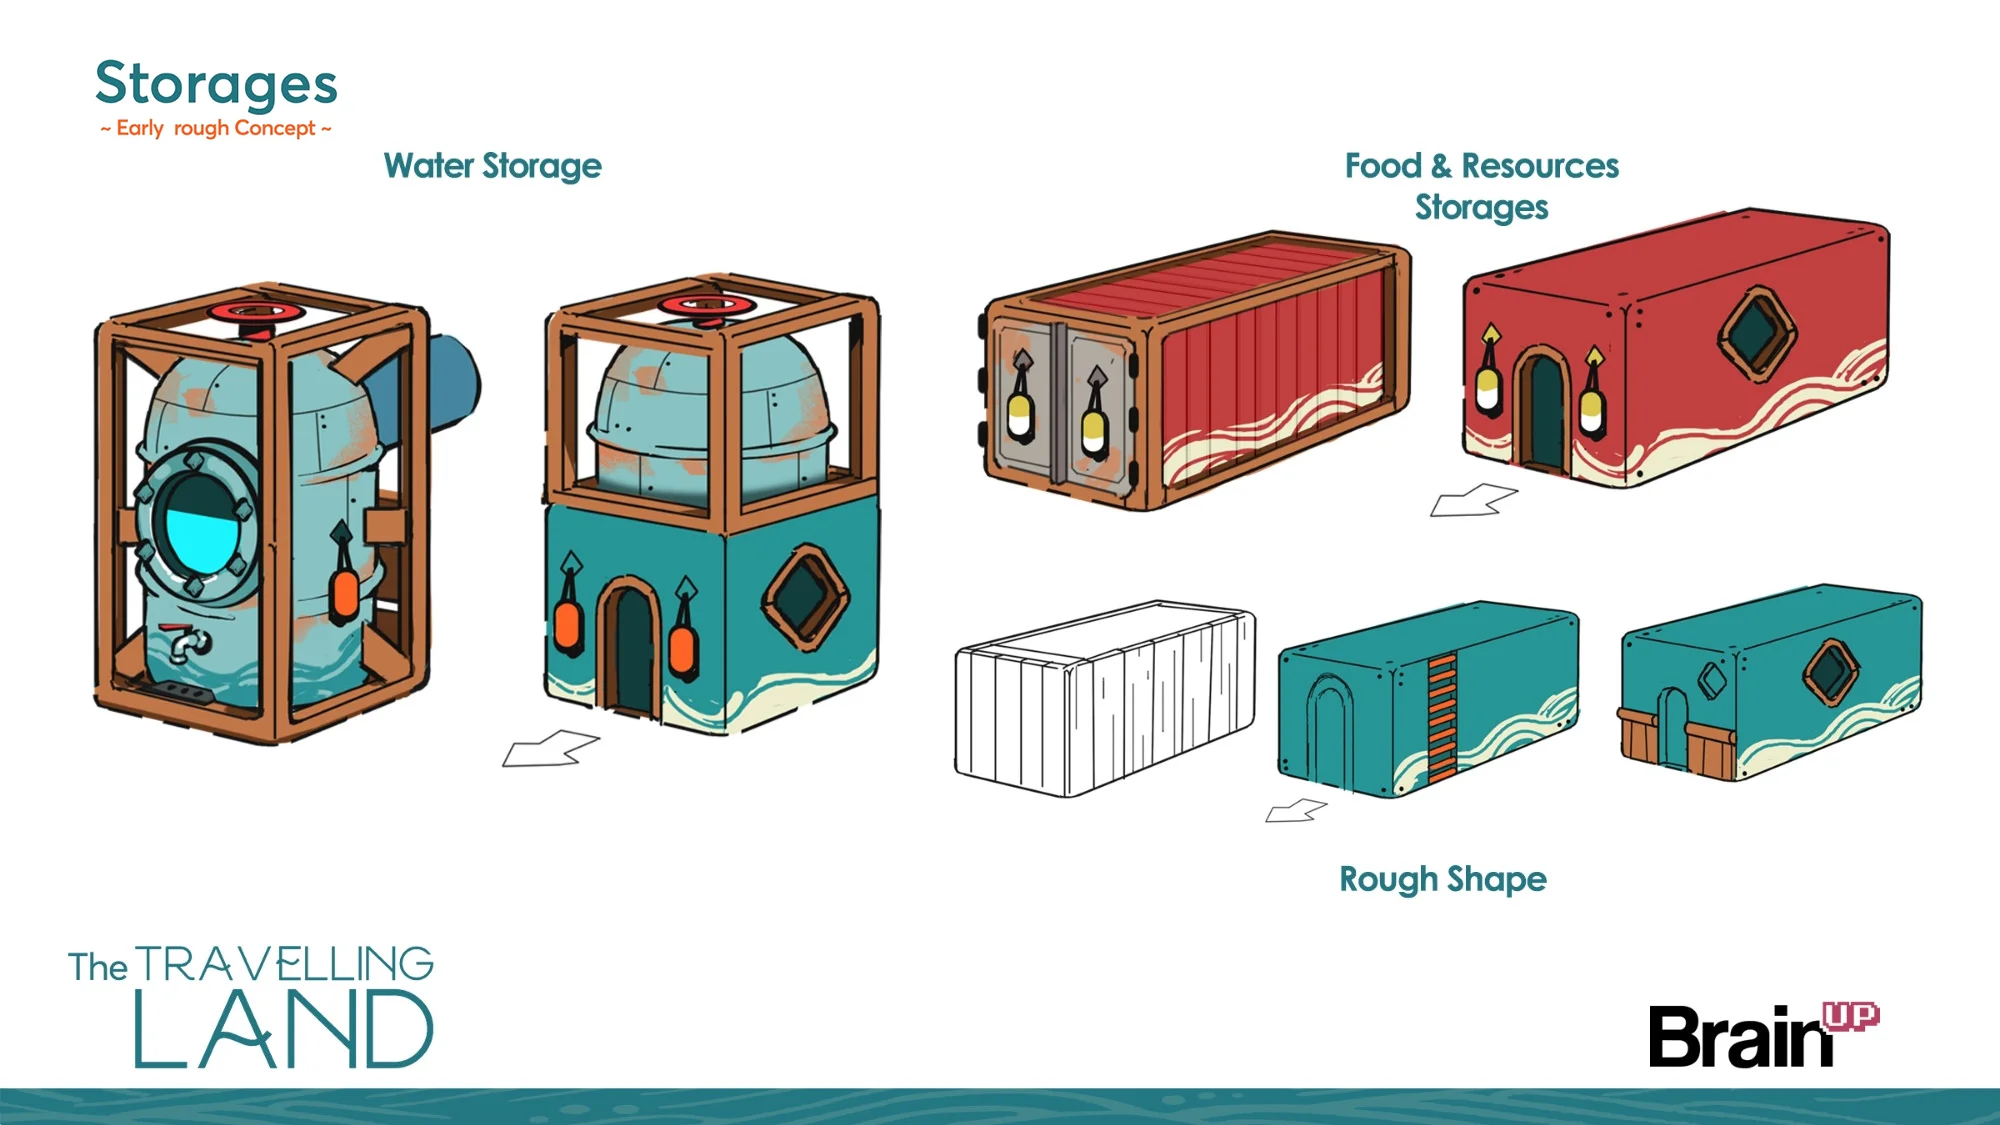 Storages
~ Early rough Concept ~
Water Storage
Food & Resources
Storages
Rough Shape
The TRAVELLING
LAND
BrainUP